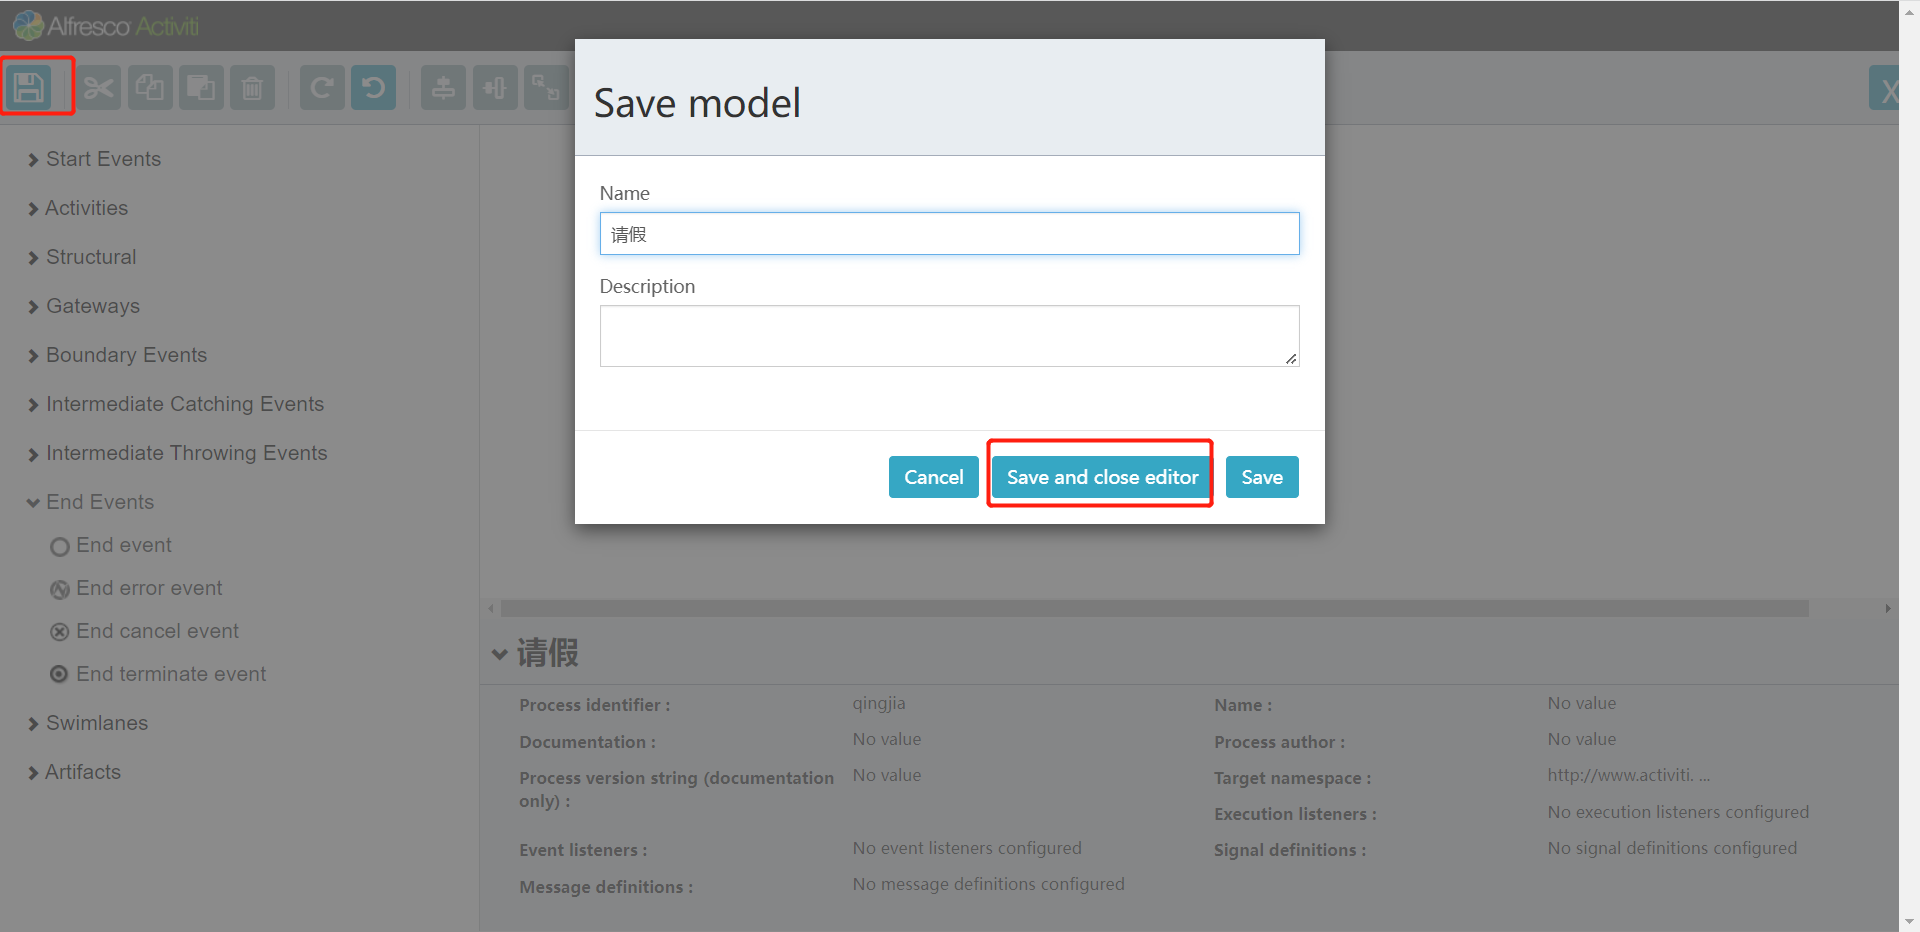 Alfresco Activiti
X
Save model
Name
请假
Description
Cancel
Save and close editor
Save
Start Events
Activities
Structural
Gateways
Boundary Events
Intermediate Catching Events
Intermediate Throwing Events
End Events
End event
End error event
End cancel event
End terminate event
Swimlanes
Artifacts
请假
Process identifier : qingjia
Name : No value
Documentation : No value
Process author : No value
Process version string (documentation
only) : No value
Target namespace : http://www.activiti. ...
Execution listeners : No execution listeners configured
Event listeners : No event listeners configured
Signal definitions : No signal definitions configured
Message definitions : No message definitions configured